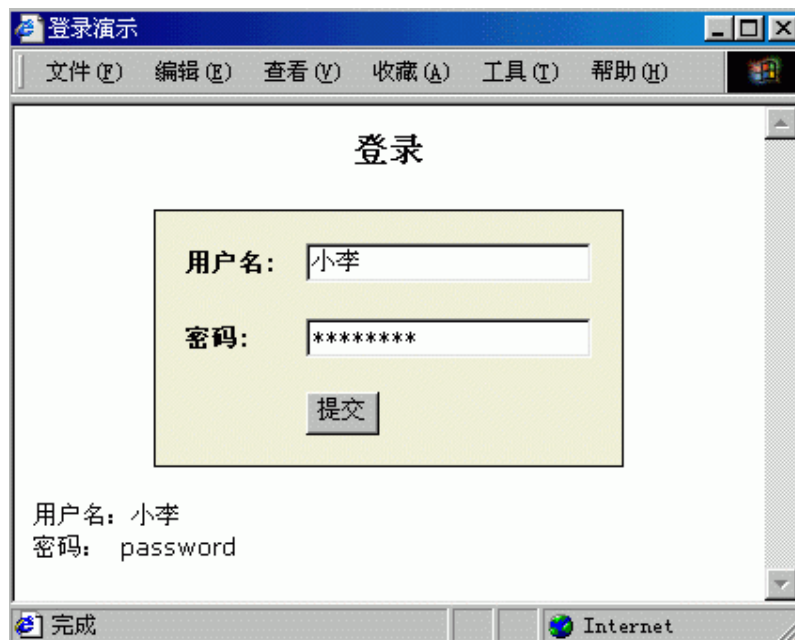 登录演示
文件(F) 编辑(E) 查看(V) 收藏(A) 工具(T) 帮助(H)
登录
用户名: 小李
密码: ********
提交
用户名: 小李
密码: password
完成 Internet